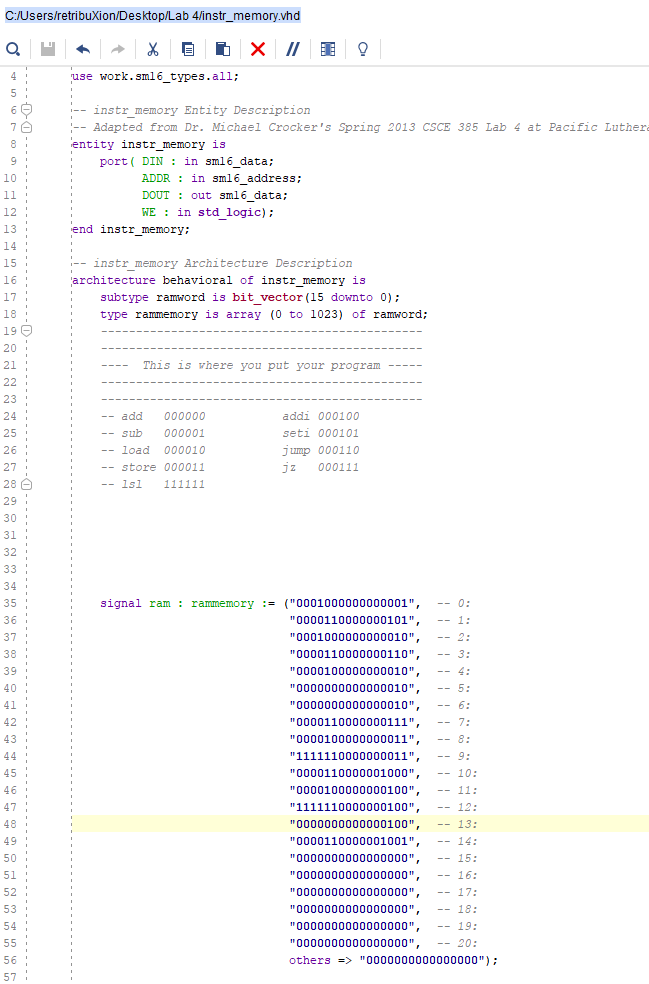 C:/Users/retribuXion/Desktop/Lab 4/instr_memory.vhd
4 use work.sm16_types.all;
5
6 -- instr_memory Entity Description
7 -- Adapted from Dr. Michael Crocker's Spring 2013 CSCE 385 Lab 4 at Pacific Luthera
8 entity instr_memory is
9 port( DIN : in sm16_data;
10 ADDR : in sm16_address;
11 DOUT : out sm16_data;
12 WE : in std_logic);
13 end instr_memory;
14
15 -- instr_memory Architecture Description
16 architecture behavioral of instr_memory is
17 subtype ramword is bit_vector(15 downto 0);
18 type rammemory is array (0 to 1023) of ramword;
19 ----------------------------------------------
20 ----------------------------------------------
21 ---- This is where you put your program -----
22 ----------------------------------------------
23 ----------------------------------------------
24 -- add 000000 addi 000100
25 -- sub 000001 seti 000101
26 -- load 000010 jump 000110
27 -- store 000011 jz 000111
28 -- lsl 111111
29
30
31
32
33
34
35 signal ram : rammemory := ("0001000000000001", -- 0:
36 "0000110000000101", -- 1:
37 "0001000000000010", -- 2:
38 "0000110000000110", -- 3:
39 "0000100000000010", -- 4:
40 "0000000000000010", -- 5:
41 "0000000000000010", -- 6:
42 "0000110000000111", -- 7:
43 "0000100000000011", -- 8:
44 "1111110000000011", -- 9:
45 "0000110000001000", -- 10:
46 "0000100000000100", -- 11:
47 "1111110000000100", -- 12:
48 "0000000000000100", -- 13:
49 "0000110000001001", -- 14:
50 "0000000000000000", -- 15:
51 "0000000000000000", -- 16:
52 "0000000000000000", -- 17:
53 "0000000000000000", -- 18:
54 "0000000000000000", -- 19:
55 "0000000000000000", -- 20:
56 others => "0000000000000000");
57